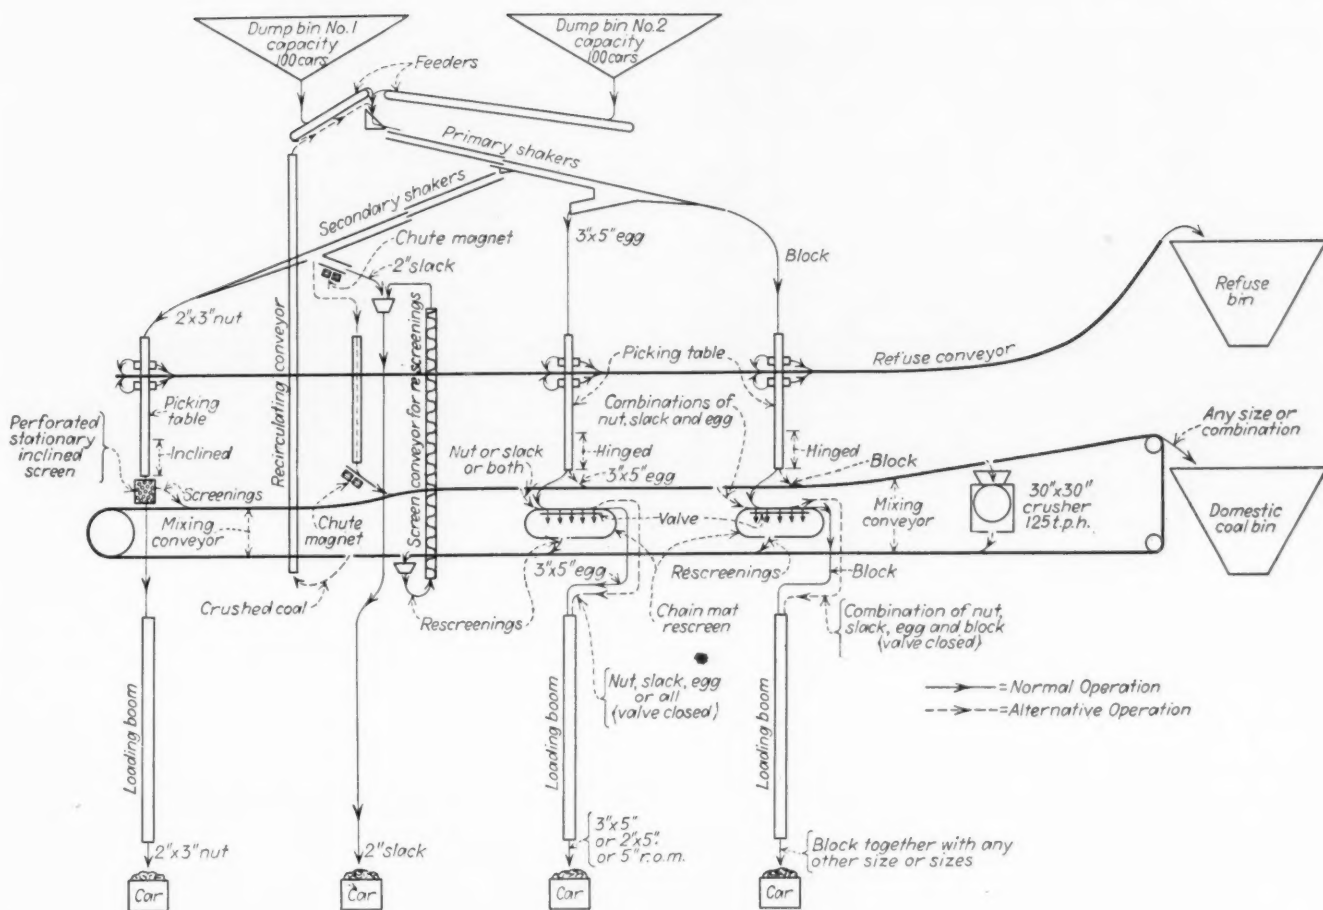 Dump bin No.1
capacity
100 cars
Dump bin No.2
capacity
100 cars
Feeders
Primary shakers
Secondary shakers
Chute magnet
2" slack
3"x5" egg
Block
Refuse
bin
2"x3" nut
Recirculating conveyor
Screen conveyor for rescreenings
Picking table
Refuse conveyor
Picking
table
Combinations of
nut, slack and egg
Any size or
combination
Perforated
stationary
inclined
screen
Inclined
Nut or slack
or both
Hinged
Hinged
3"x5" egg
Block
Screenings
Mixing
conveyor
Chute
magnet
Valve
Mixing
conveyor
30"x30"
crusher
125 t.p.h.
Domestic
coal bin
Crushed coal
Rescreenings
3"x5" egg
Rescreenings
Block
Chain mat
rescreen
Combination of nut,
slack, egg and block
(valve closed)
Nut, slack, egg
or all
(valve closed)
=Normal Operation
=Alternative Operation
Loading boom
Loading boom
Loading boom
2"x3" nut
2" slack
3"x5"
or 2"x5"
or 5" r.o.m.
Block together with any
other size or sizes
Car
Car
Car
Car